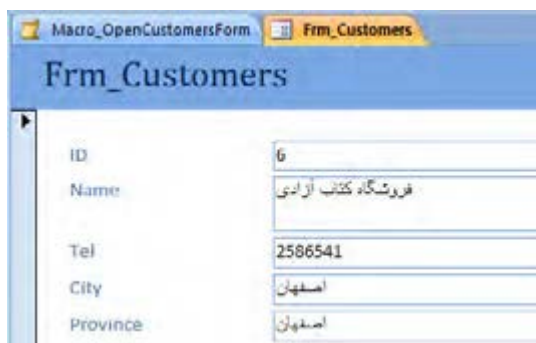 Macro_OpenCustomersForm Frm_Customers
Frm_Customers
ID 6
Name فروشگاه کتاب آزادی
Tel 2586541
City اصفهان
Province اصفهان